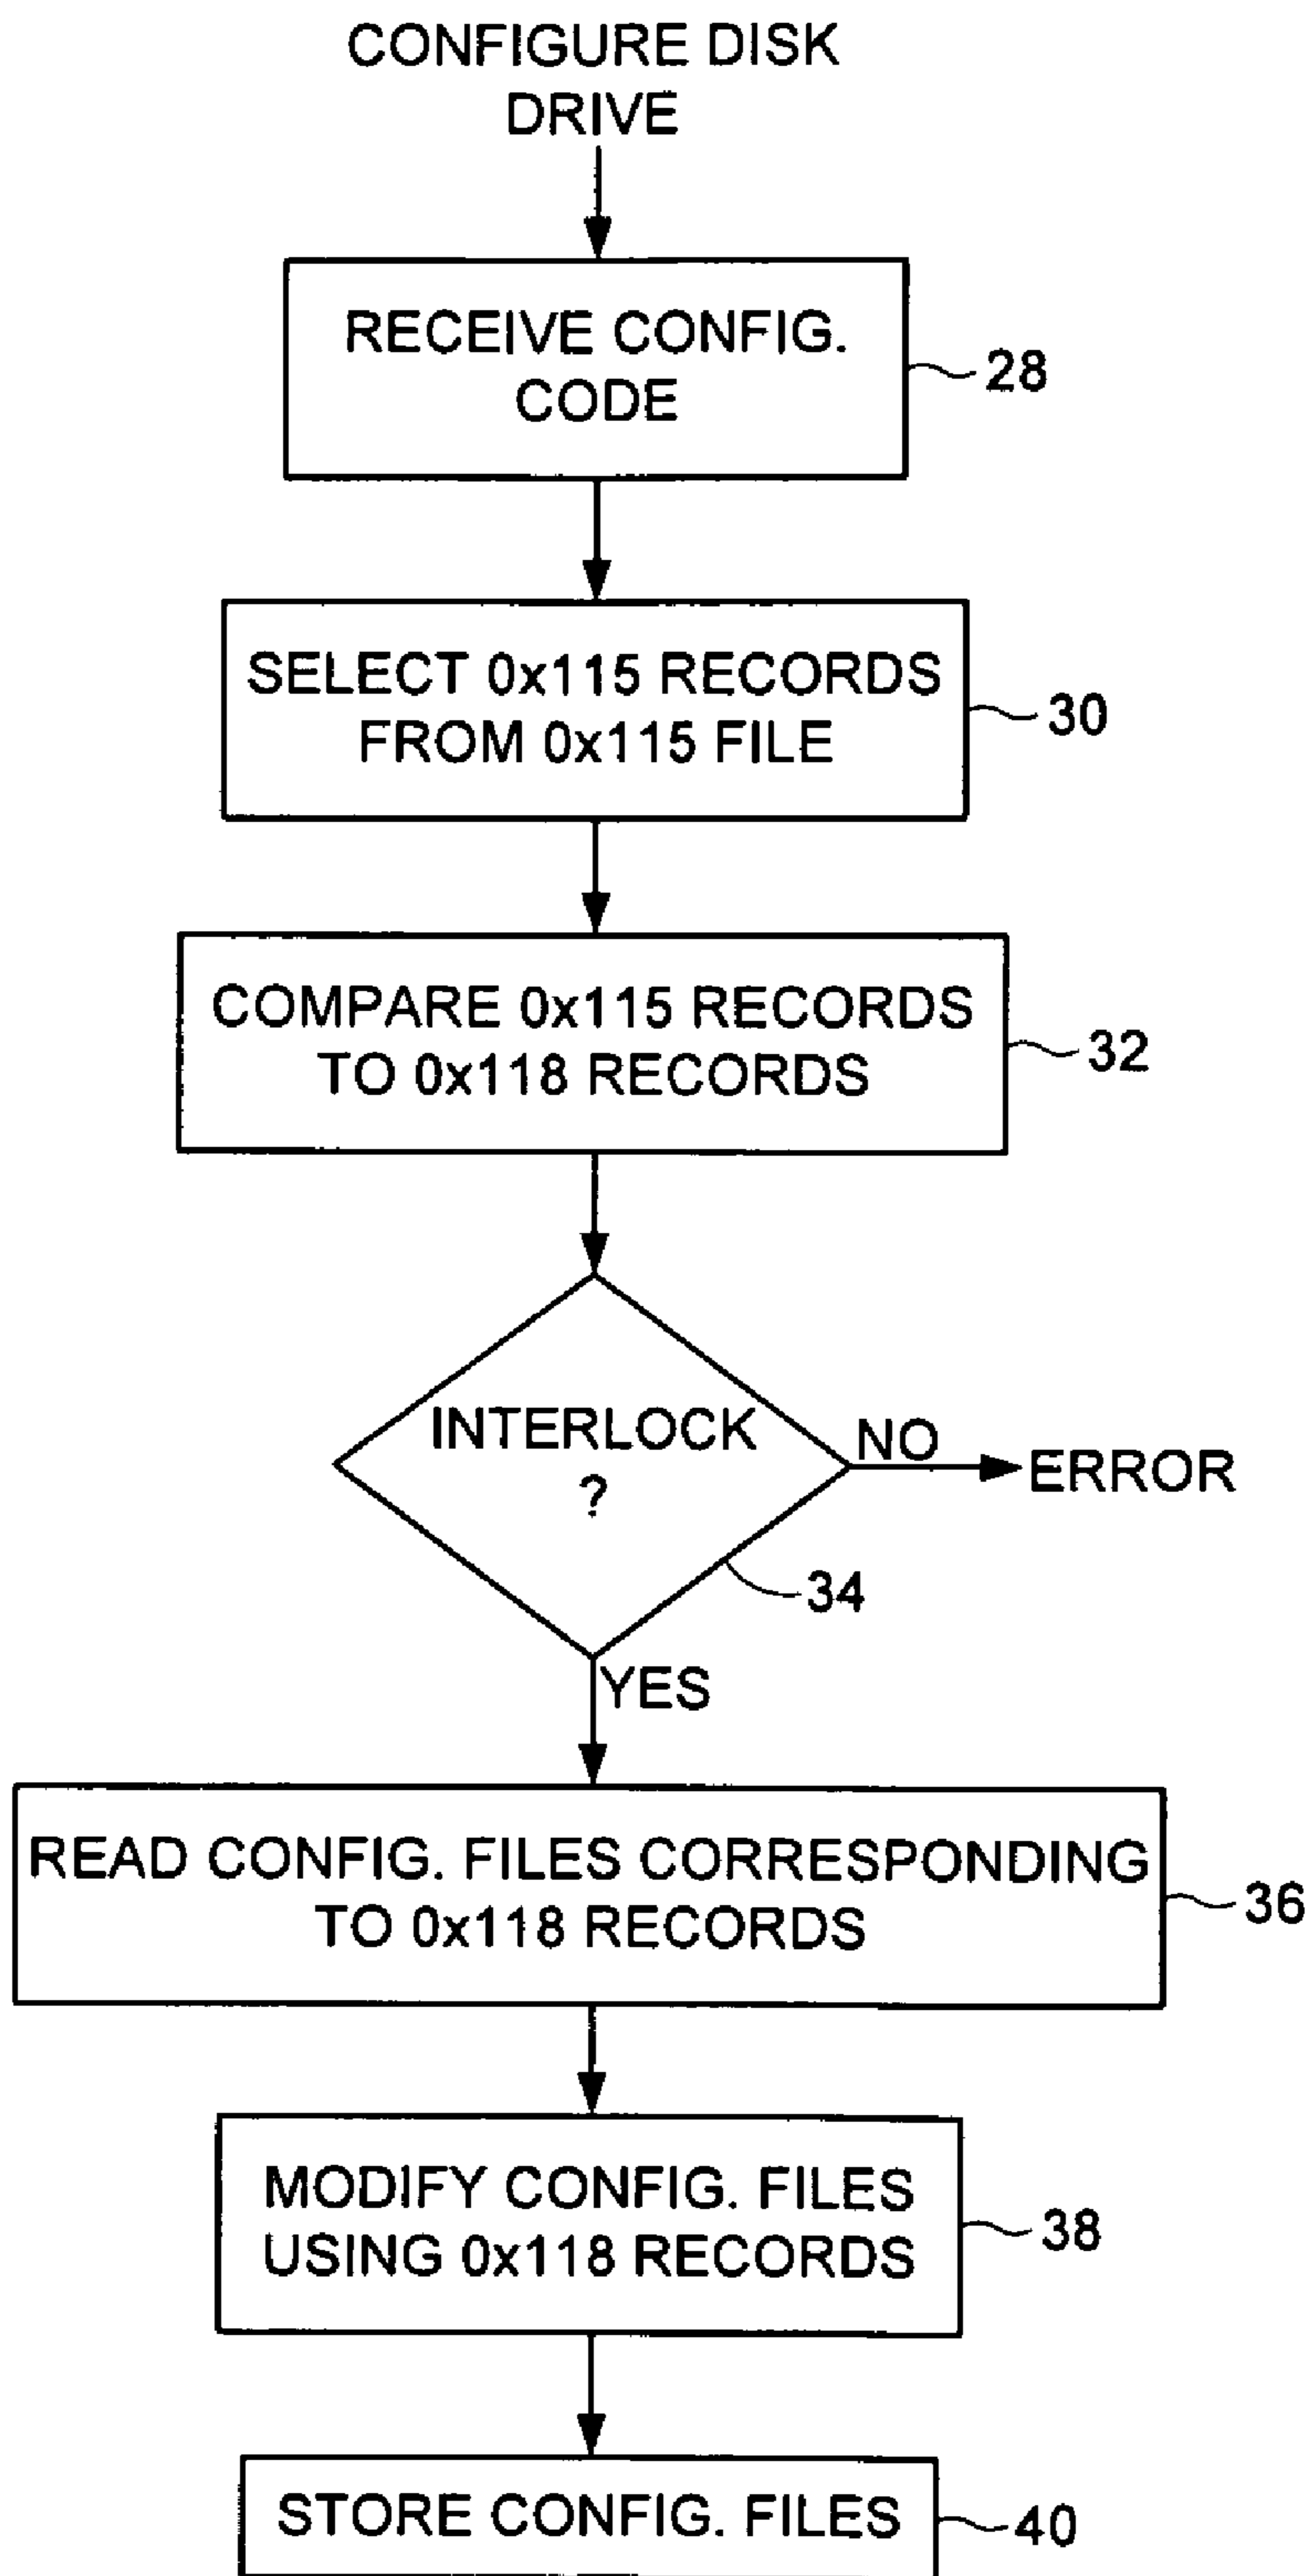 CONFIGURE DISK
DRIVE
RECEIVE CONFIG.
CODE
28
SELECT 0x115 RECORDS
FROM 0x115 FILE
30
COMPARE 0x115 RECORDS
TO 0x118 RECORDS
32
INTERLOCK
?
NO
ERROR
34
YES
READ CONFIG. FILES CORRESPONDING
TO 0x118 RECORDS
36
MODIFY CONFIG. FILES
USING 0x118 RECORDS
38
STORE CONFIG. FILES
40